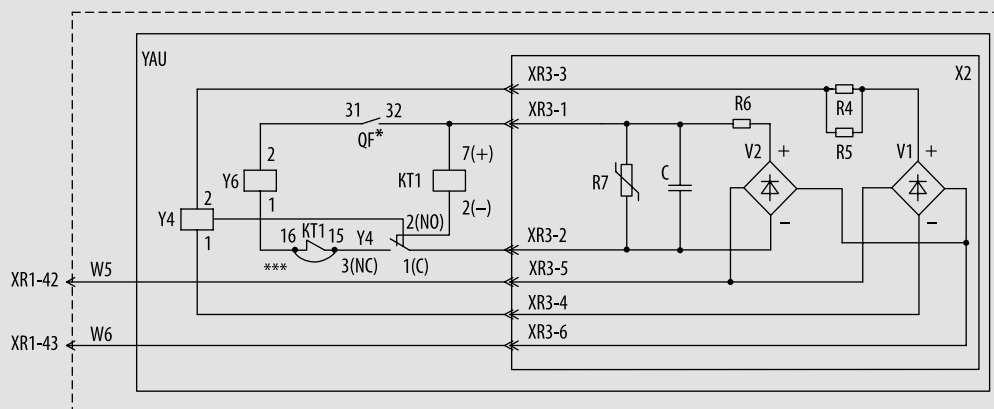 YAU
X2
XR3-3
XR3-1
R6
R4
31 32
QF*
R5
2
7(+)
V2 +
V1 +
Y6
KT1
R7
C
2
1
2(–)
–
–
Y4
2(NO)
1
16 KT1 15 Y4
XR3-2
***
3(NC)
1(C)
XR1-42
W5
XR3-5
XR3-4
XR1-43
W6
XR3-6